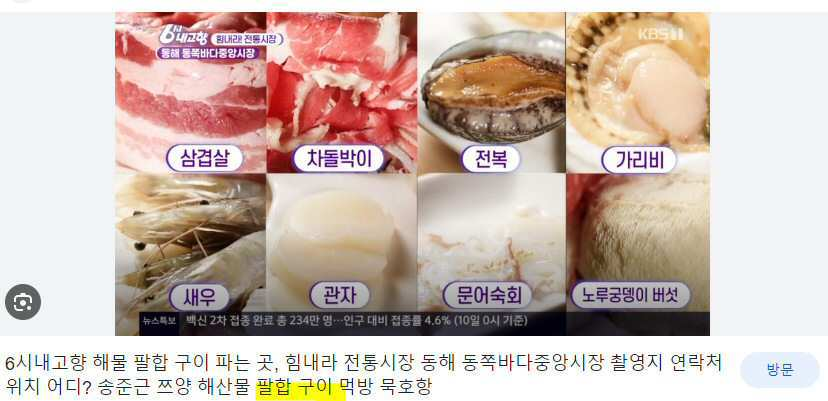 6시내고향 힘내라! 전통시장
동해 동쪽바다중앙시장
KBS
삼겹살
차돌박이
전복
가리비
새우
관자
문어숙회
노루궁뎅이 버섯
뉴스특보 백신 2차 접종 완료 총 234만 명…인구 대비 접종률 4.6% (10일 0시 기준)
6시내고향 해물 팔합 구이 파는 곳, 힘내라 전통시장 동해 동쪽바다중앙시장 촬영지 연락처
위치 어디? 송준근 쯔양 해산물 팔합 구이 먹방 묵호항
방문